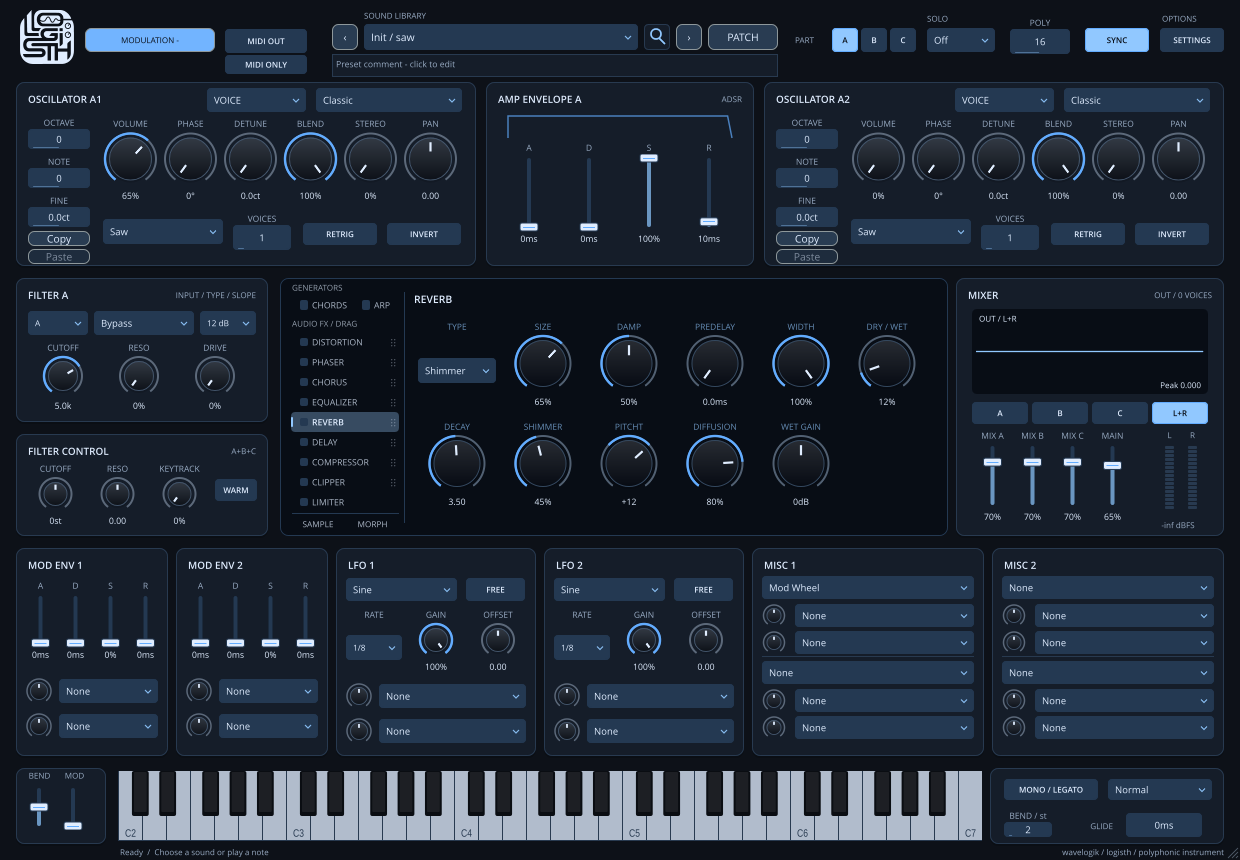 LOGISTH
MODULATION -
MIDI OUT
MIDI ONLY
SOUND LIBRARY
‹
Init / saw
›
PATCH
Preset comment - click to edit
PART
A
B
C
SOLO
Off
POLY
16
SYNC
OPTIONS
SETTINGS
OSCILLATOR A1
VOICE
Classic
OCTAVE
0
NOTE
0
FINE
0.0ct
Copy
Paste
VOLUME PHASE DETUNE BLEND STEREO PAN
65% 0° 0.0ct 100% 0% 0.00
Saw
VOICES
1
RETRIG
INVERT
AMP ENVELOPE A
ADSR
A D S R
0ms 0ms 100% 10ms
OSCILLATOR A2
VOICE
Classic
OCTAVE
0
NOTE
0
FINE
0.0ct
Copy
Paste
VOLUME PHASE DETUNE BLEND STEREO PAN
0% 0° 0.0ct 100% 0% 0.00
Saw
VOICES
1
RETRIG
INVERT
FILTER A
INPUT / TYPE / SLOPE
A
Bypass
12 dB
CUTOFF RESO DRIVE
5.0k 0% 0%
FILTER CONTROL
A+B+C
CUTOFF RESO KEYTRACK
WARM
0st 0.00 0%
GENERATORS
CHORDS ARP
AUDIO FX / DRAG
DISTORTION
PHASER
CHORUS
EQUALIZER
REVERB
DELAY
COMPRESSOR
CLIPPER
LIMITER
SAMPLE MORPH
REVERB
TYPE SIZE DAMP PREDELAY WIDTH DRY / WET
Shimmer
65% 50% 0.0ms 100% 12%
DECAY SHIMMER PITCHT DIFFUSION WET GAIN
3.50 45% +12 80% 0dB
MIXER
OUT / 0 VOICES
OUT / L+R
Peak 0.000
A B C L+R
MIX A MIX B MIX C MAIN L R
70% 70% 70% 65%
-inf dBFS
MOD ENV 1
A D S R
0ms 0ms 0% 0ms
None
None
MOD ENV 2
A D S R
0ms 0ms 0% 0ms
None
None
LFO 1
Sine
FREE
RATE GAIN OFFSET
1/8
100% 0.00
None
None
LFO 2
Sine
FREE
RATE GAIN OFFSET
1/8
100% 0.00
None
None
MISC 1
Mod Wheel
None
None
None
None
None
MISC 2
None
None
None
None
None
None
BEND MOD
C2 C3 C4 C5 C6 C7
MONO / LEGATO
Normal
BEND / st
2
GLIDE
0ms
Ready / Choose a sound or play a note
wavelogik / logisth / polyphonic instrument